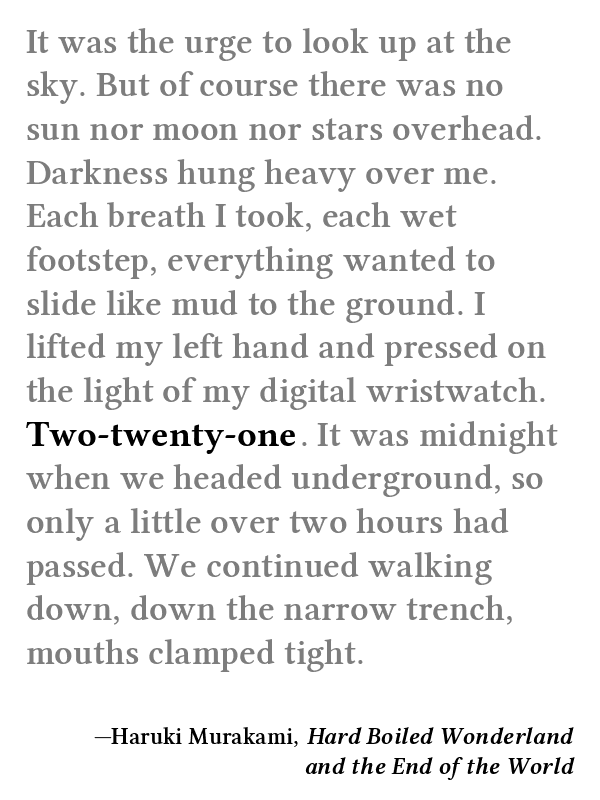 It was the urge to look up at the
sky. But of course there was no
sun nor moon nor stars overhead.
Darkness hung heavy over me.
Each breath I took, each wet
footstep, everything wanted to
slide like mud to the ground. I
lifted my left hand and pressed on
the light of my digital wristwatch.
Two-twenty-one. It was midnight
when we headed underground, so
only a little over two hours had
passed. We continued walking
down, down the narrow trench,
mouths clamped tight.
—Haruki Murakami, Hard Boiled Wonderland
and the End of the World